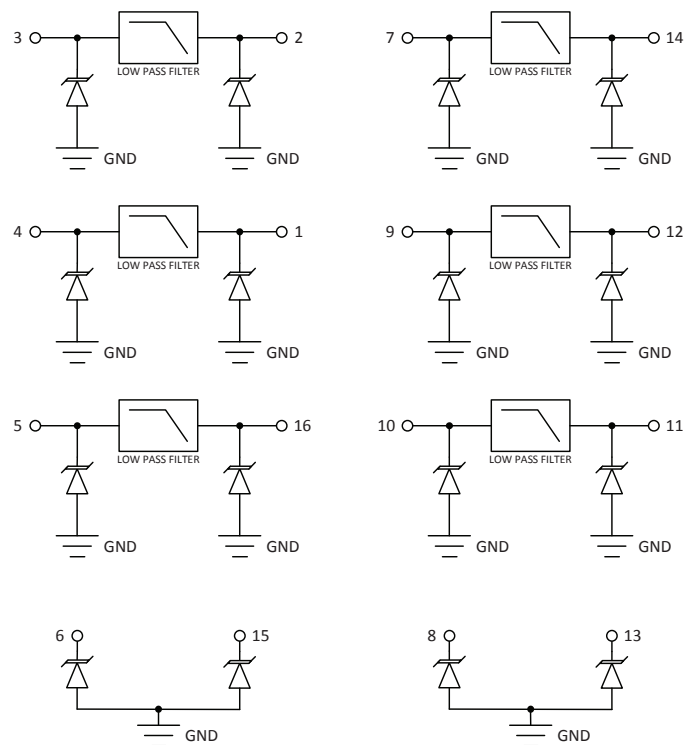 3 2
LOW PASS FILTER
GND GND
7 14
LOW PASS FILTER
GND GND
4 1
LOW PASS FILTER
GND GND
9 12
LOW PASS FILTER
GND GND
5 16
LOW PASS FILTER
GND GND
10 11
LOW PASS FILTER
GND GND
6 15
GND
8 13
GND